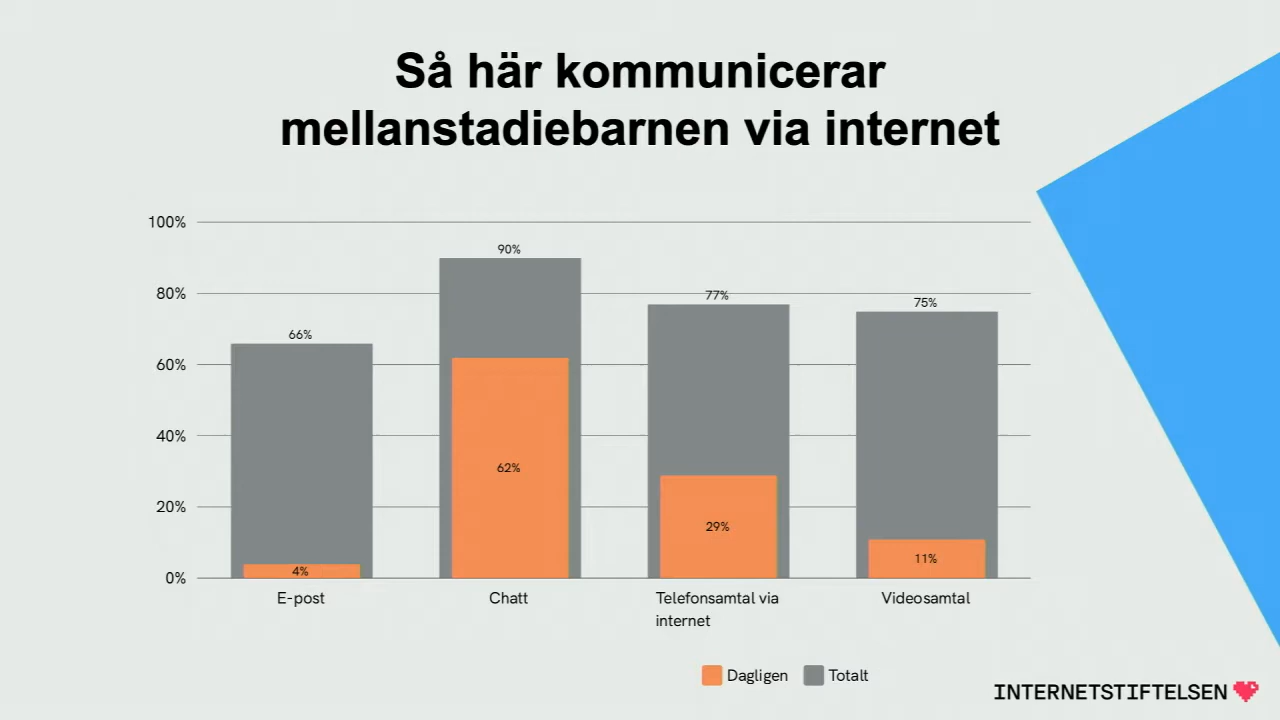 Så här kommunicerar
mellanstadiebarnen via internet
100%
80%
60%
40%
20%
0%
66%
4%
90%
62%
77%
29%
75%
11%
E-post
Chatt
Telefonsamtal via
internet
Videosamtal
Dagligen
Totalt
INTERNETSTIFTELSEN